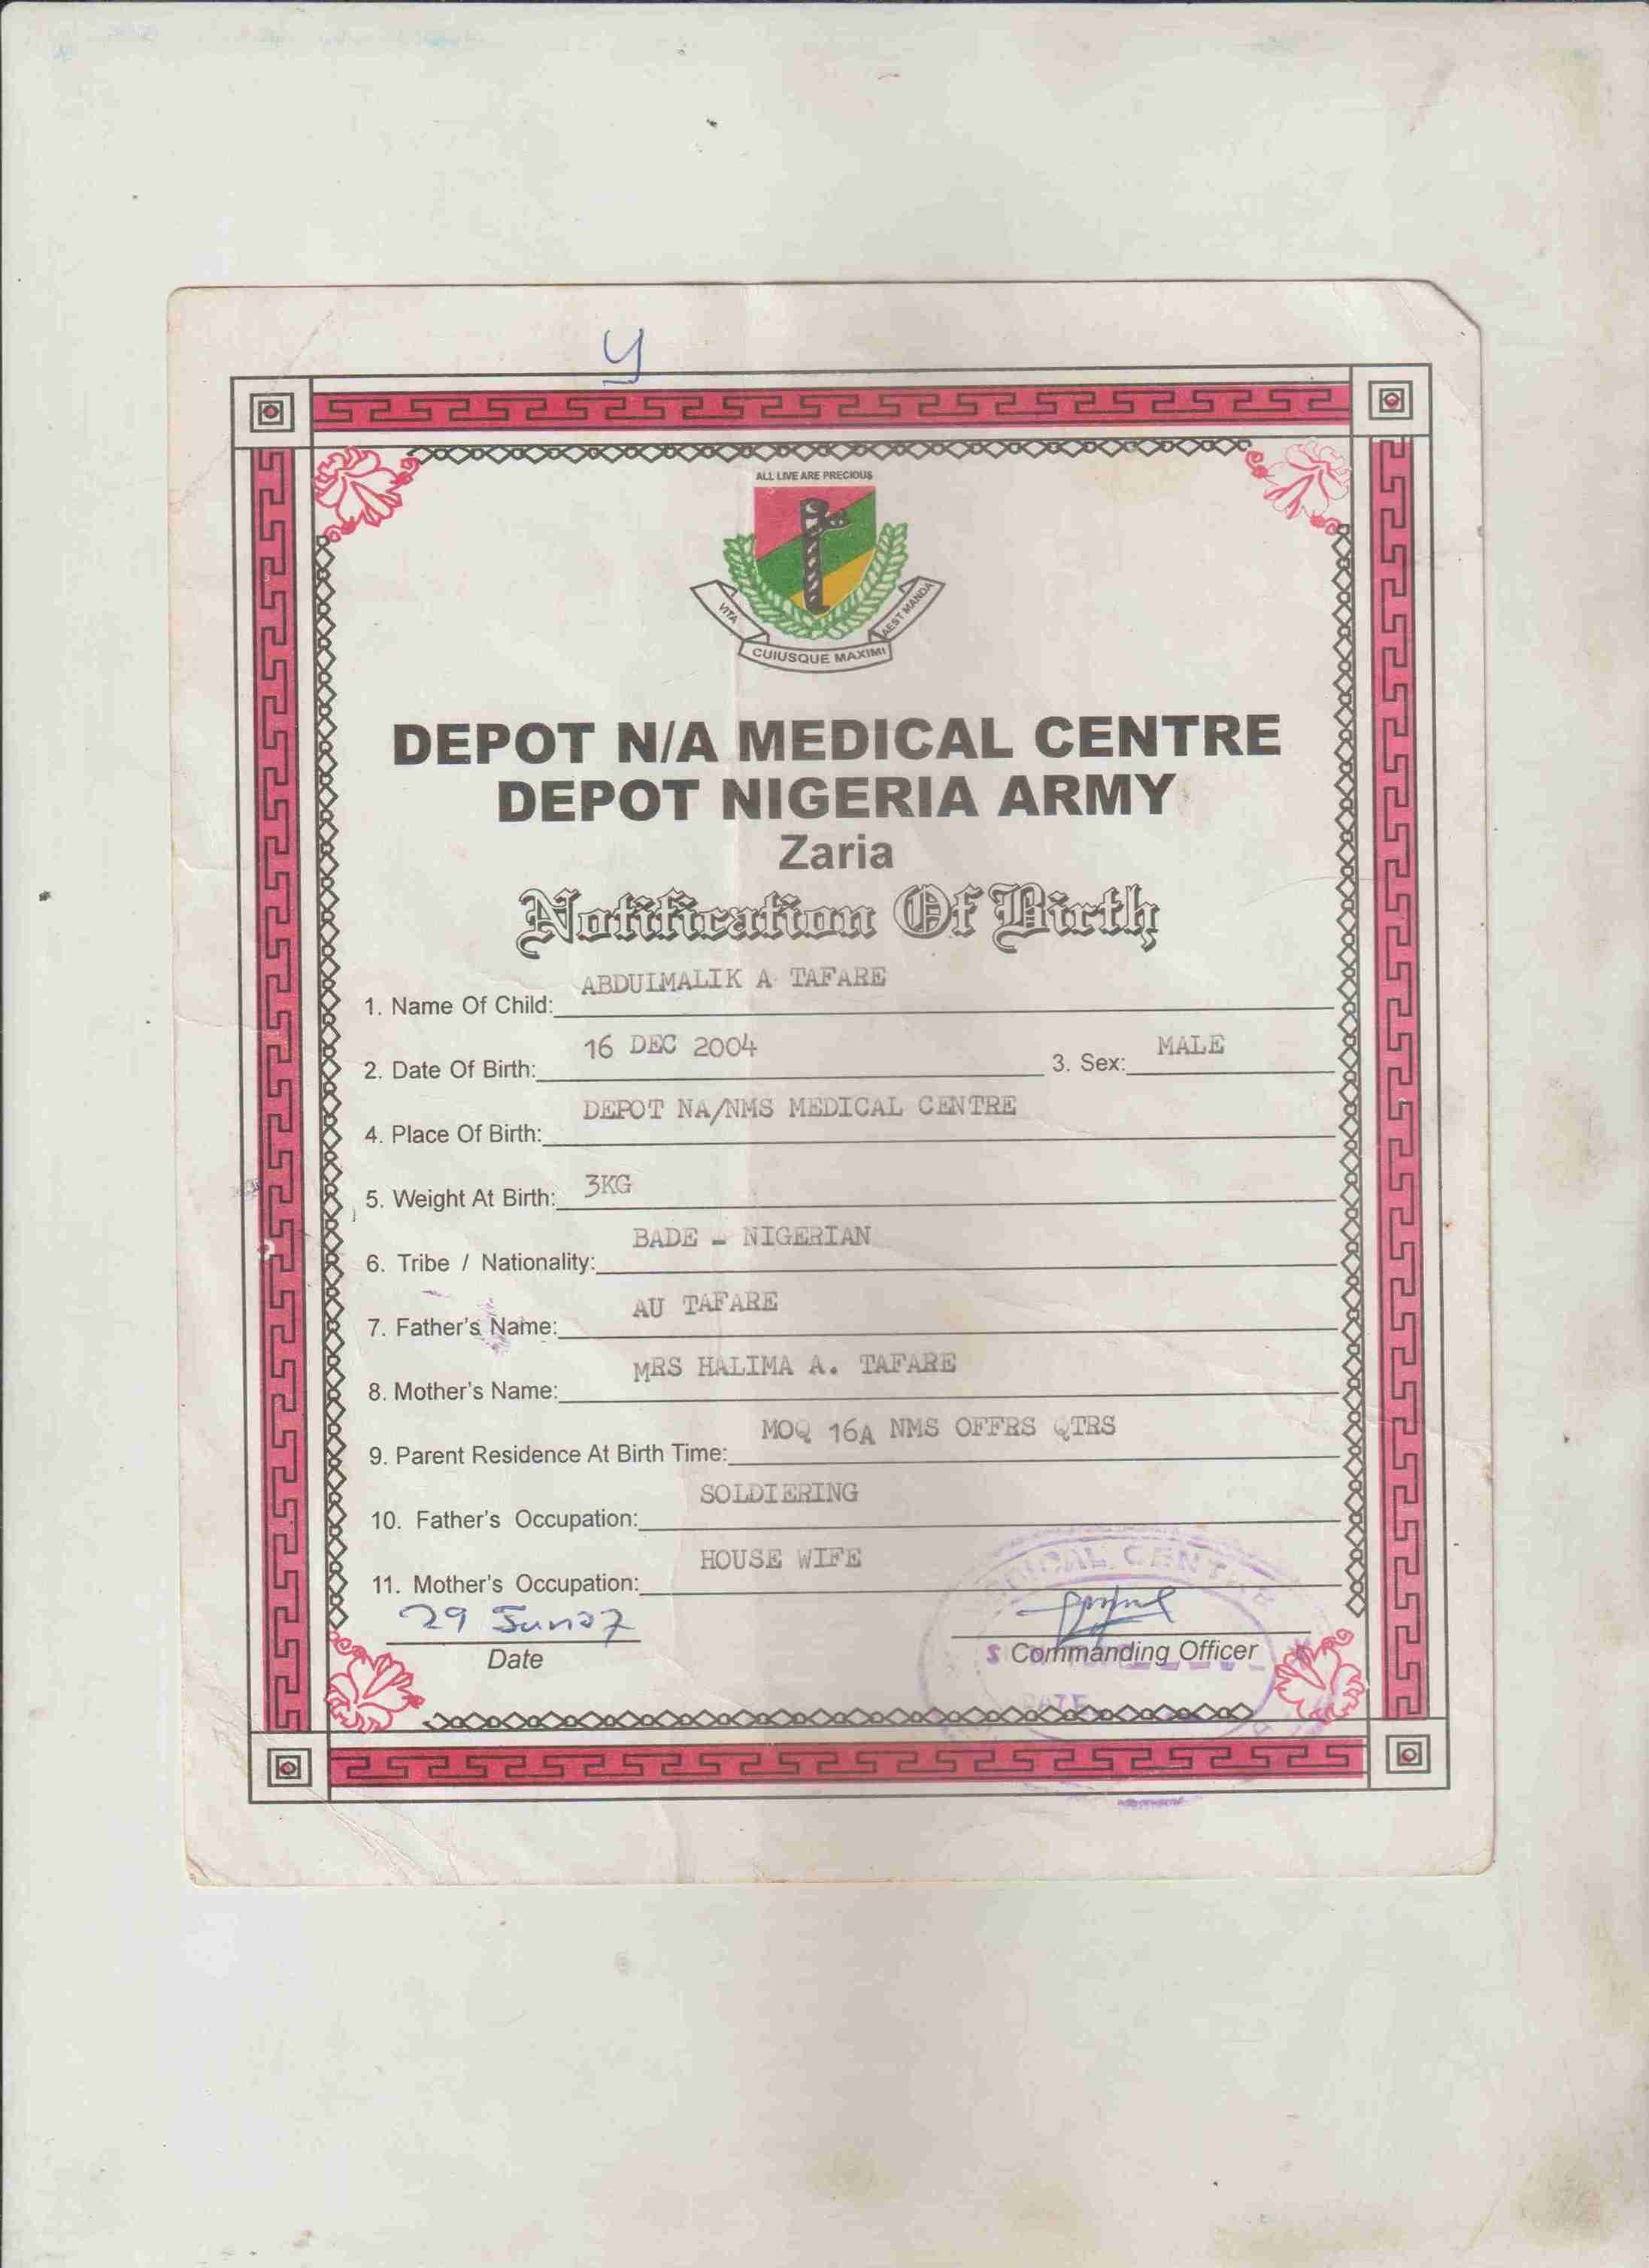 y
ALL LIVE ARE PRECIOUS
VITA CUIUSQUE MAXIMI AEST MANDA
DEPOT N/A MEDICAL CENTRE
DEPOT NIGERIA ARMY
Zaria
Notification Of Birth
1. Name Of Child: ABDULMALIK A TAFARE
2. Date Of Birth: 16 DEC 2004 3. Sex: MALE
4. Place Of Birth: DEPOT NA/NMS MEDICAL CENTRE
5. Weight At Birth: 3KG
6. Tribe / Nationality: BADE - NIGERIAN
7. Father's Name: AU TAFARE
8. Mother's Name: MRS HALIMA A. TAFARE
9. Parent Residence At Birth Time: MOQ 16A NMS OFFRS QTRS
10. Father's Occupation: SOLDIERING
11. Mother's Occupation: HOUSE WIFE
CENTRE
29 Jun 07
Date
Commanding Officer
DATE